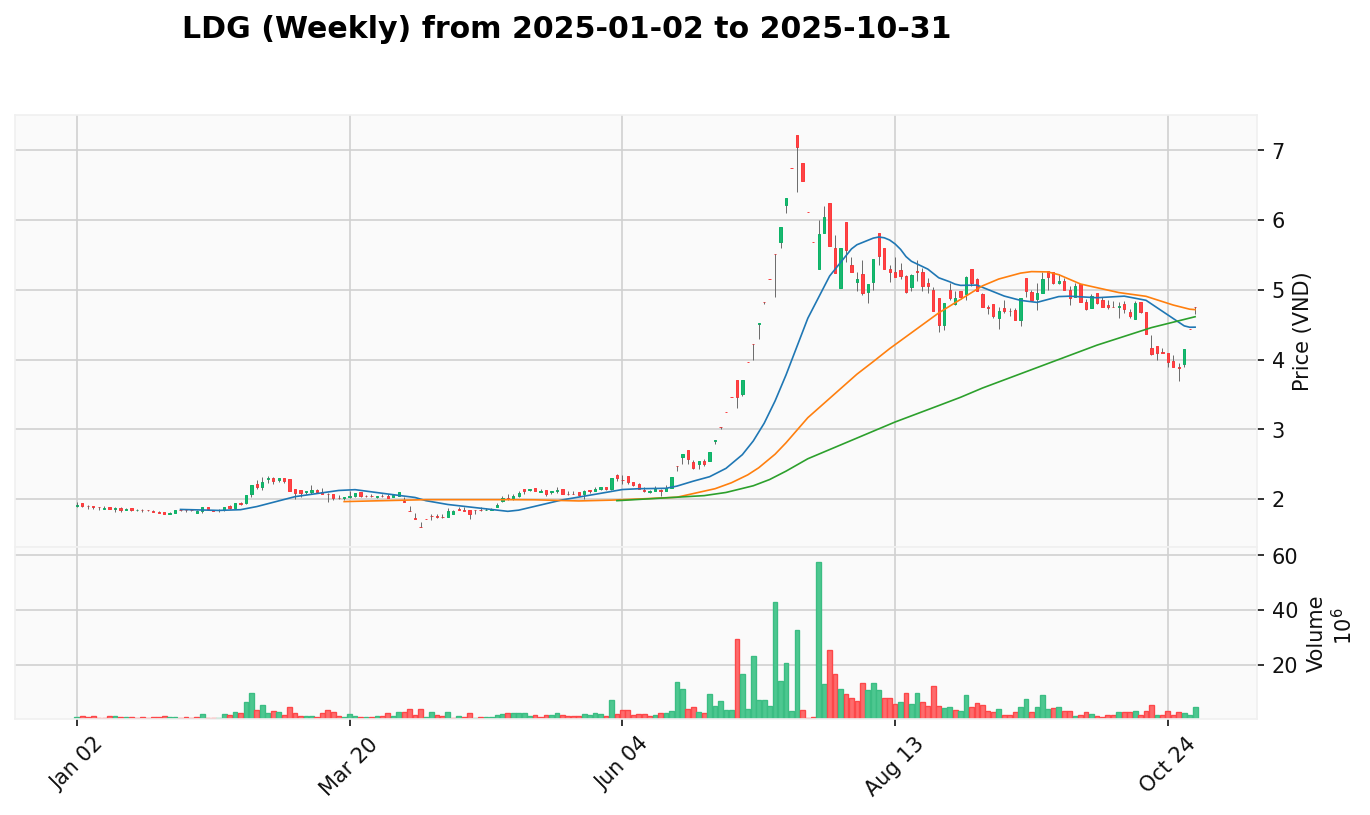 LDG (Weekly) from 2025-01-02 to 2025-10-31
7
6
5
4
3
2
Price (VND)
60
40
20
Volume
10^6
Jan 02
Mar 20
Jun 04
Aug 13
Oct 24